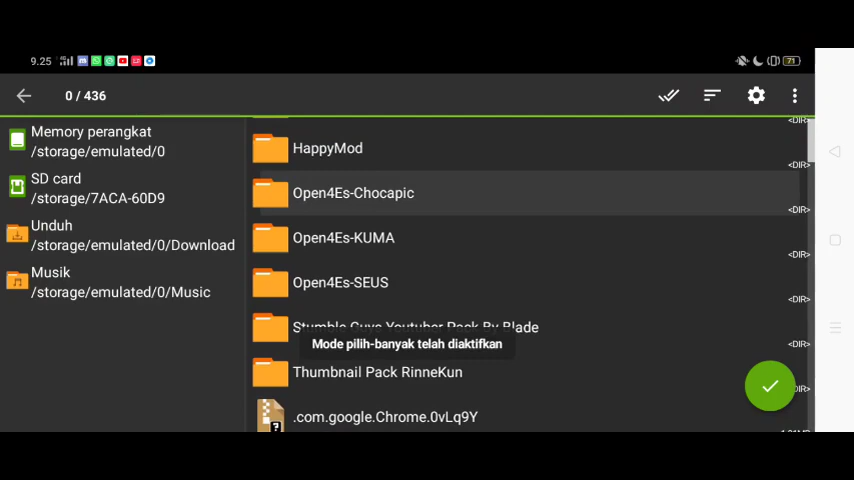 9.25
71
0 / 436
Memory perangkat
/storage/emulated/0
SD card
/storage/7ACA-60D9
Unduh
/storage/emulated/0/Download
Musik
/storage/emulated/0/Music
<DIR>
HappyMod
<DIR>
Open4Es-Chocapic
<DIR>
Open4Es-KUMA
<DIR>
Open4Es-SEUS
<DIR>
Stumble Guys Youtuber Pack By Blade
<DIR>
Mode pilih-banyak telah diaktifkan
Thumbnail Pack RinneKun
DIR>
.com.google.Chrome.0vLq9Y